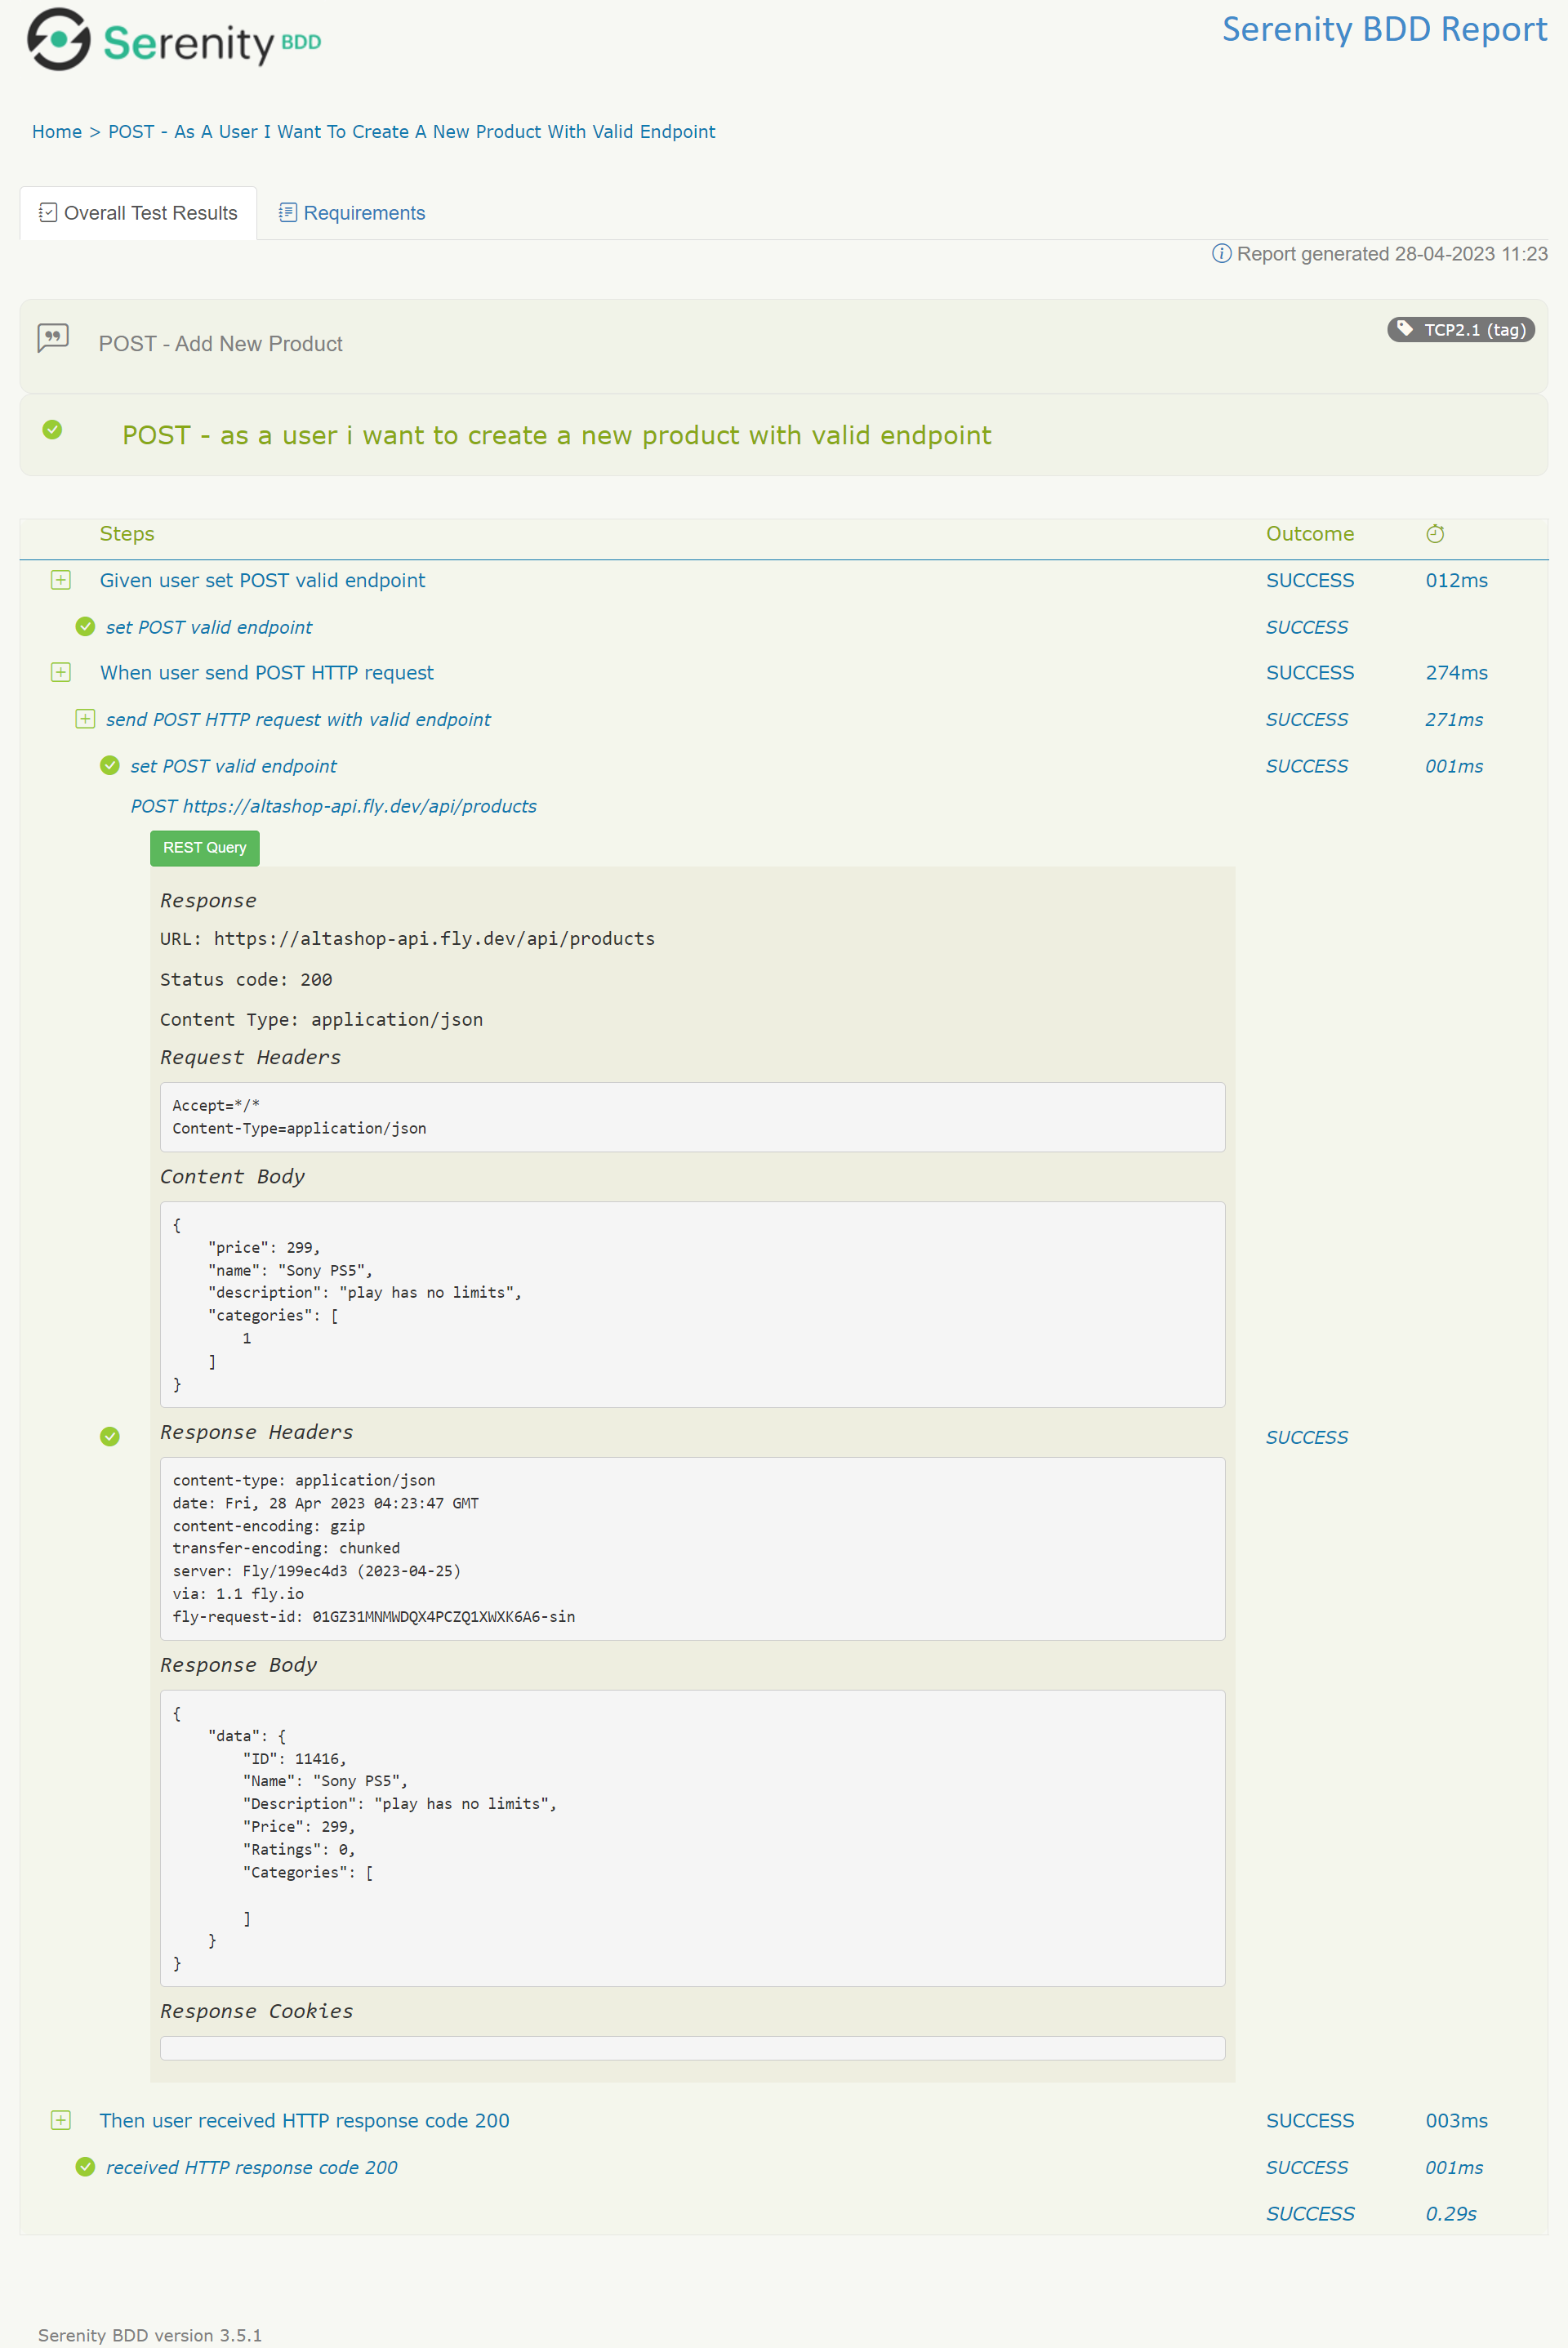 Serenity BDD
Serenity BDD Report
Home > POST - As A User I Want To Create A New Product With Valid Endpoint
Overall Test Results
Requirements
Report generated 28-04-2023 11:23
POST - Add New Product
TCP2.1 (tag)
POST - as a user i want to create a new product with valid endpoint
Steps Outcome
Given user set POST valid endpoint SUCCESS 012ms
set POST valid endpoint SUCCESS
When user send POST HTTP request SUCCESS 274ms
send POST HTTP request with valid endpoint SUCCESS 271ms
set POST valid endpoint SUCCESS 001ms
POST https://altashop-api.fly.dev/api/products
REST Query
Response
URL: https://altashop-api.fly.dev/api/products
Status code: 200
Content Type: application/json
Request Headers
Accept=*/*
Content-Type=application/json
Content Body
{
"price": 299,
"name": "Sony PS5",
"description": "play has no limits",
"categories": [
1
]
}
Response Headers SUCCESS
content-type: application/json
date: Fri, 28 Apr 2023 04:23:47 GMT
content-encoding: gzip
transfer-encoding: chunked
server: Fly/199ec4d3 (2023-04-25)
via: 1.1 fly.io
fly-request-id: 01GZ31MNMWDQX4PCZQ1XWXK6A6-sin
Response Body
{
"data": {
"ID": 11416,
"Name": "Sony PS5",
"Description": "play has no limits",
"Price": 299,
"Ratings": 0,
"Categories": [
]
}
}
Response Cookies
Then user received HTTP response code 200 SUCCESS 003ms
received HTTP response code 200 SUCCESS 001ms
SUCCESS 0.29s
Serenity BDD version 3.5.1